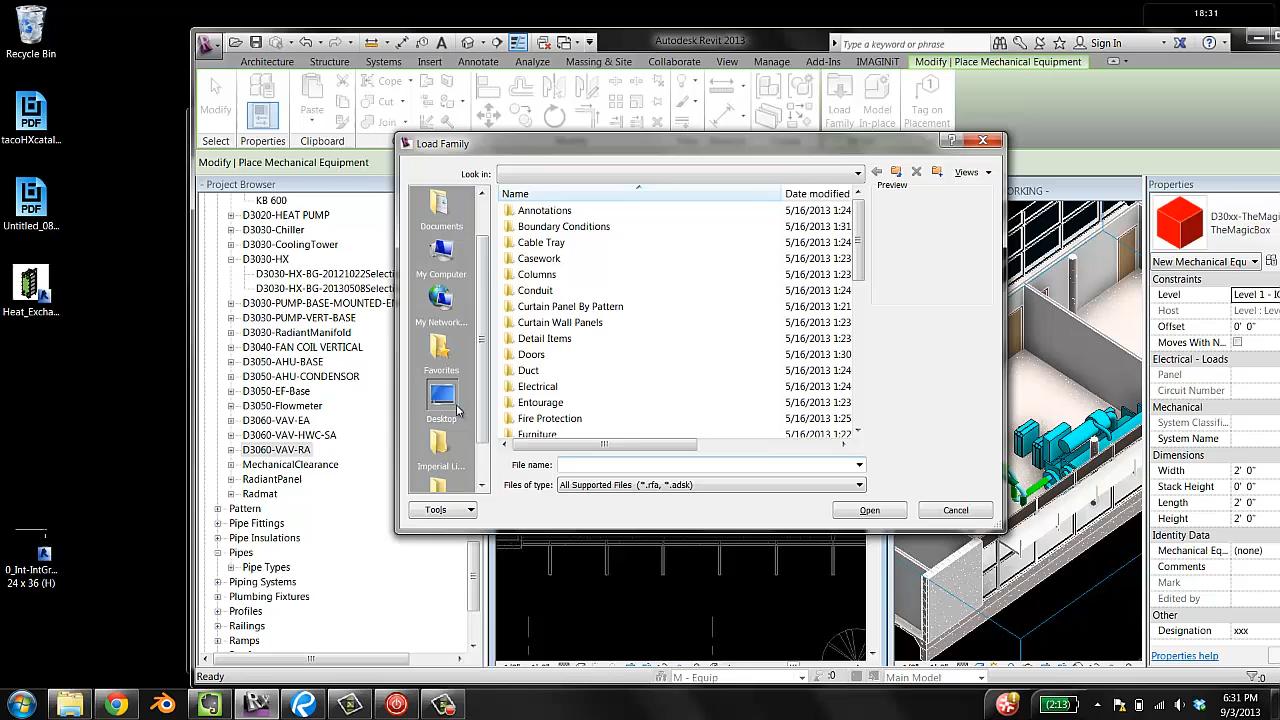 18:31
Recycle Bin
tacoHXcatal...
Untitled_08...
Heat_Excha...
0_Int-IntGr...
24 x 36 (H)
Autodesk Revit 2013
Type a keyword or phrase
Sign In
Architecture Structure Systems Insert Annotate Analyze Massing & Site Collaborate View Manage Add-Ins IMAGINiT Modify | Place Mechanical Equipment
Modify
Paste
Cope
Cut
Join
Load Family
Model In-place
Tag on Placement
Select Properties Clipboard
Modify | Place Mechanical Equipment
Project Browser
KB 600
D3020-HEAT PUMP
D3030-Chiller
D3030-CoolingTower
D3030-HX
D3030-HX-BG-20121022Selecti
D3030-HX-BG-20130508Selecti
D3030-PUMP-BASE-MOUNTED-EN
D3030-PUMP-VERT-BASE
D3030-RadiantManifold
D3040-FAN COIL VERTICAL
D3050-AHU-BASE
D3050-AHU-CONDENSOR
D3050-EF-Base
D3050-Flowmeter
D3060-VAV-EA
D3060-VAV-HWC-SA
D3060-VAV-RA
MechanicalClearance
RadiantPanel
Radmat
Pattern
Pipe Fittings
Pipe Insulations
Pipes
Pipe Types
Piping Systems
Plumbing Fixtures
Profiles
Railings
Ramps
Load Family
Look in:
Views
Documents
My Computer
My Network...
Favorites
Desktop
Imperial Li...
Name Date modified
Annotations 5/16/2013 1:24
Boundary Conditions 5/16/2013 1:31
Cable Tray 5/16/2013 1:24
Casework 5/16/2013 1:23
Columns 5/16/2013 1:23
Conduit 5/16/2013 1:24
Curtain Panel By Pattern 5/16/2013 1:21
Curtain Wall Panels 5/16/2013 1:23
Detail Items 5/16/2013 1:23
Doors 5/16/2013 1:30
Duct 5/16/2013 1:24
Electrical 5/16/2013 1:23
Entourage 5/16/2013 1:23
Fire Protection 5/16/2013 1:25
Furniture 5/16/2013 1:22
Preview
File name:
Files of type: All Supported Files (*.rfa, *.adsk)
Tools
Open
Cancel
ORKING -
Properties
D30xx--TheMagic
TheMagicBox
New Mechanical Equ
Constraints
Level Level 1 - IC
Host Level : Leve
Offset 0' 0"
Moves With N...
Electrical - Loads
Panel
Circuit Number
Mechanical
System Classifi...
System Name
Dimensions
Width 2' 0"
Stack Height 0' 0"
Length 2' 0"
Height 2' 0"
Identity Data
Mechanical Eq... (none)
Comments
Mark
Edited by
Other
Designation xxx
Properties help
Ready
M - Equip
:0
Main Model
:0
(2:13)
6:31 PM
9/3/2013